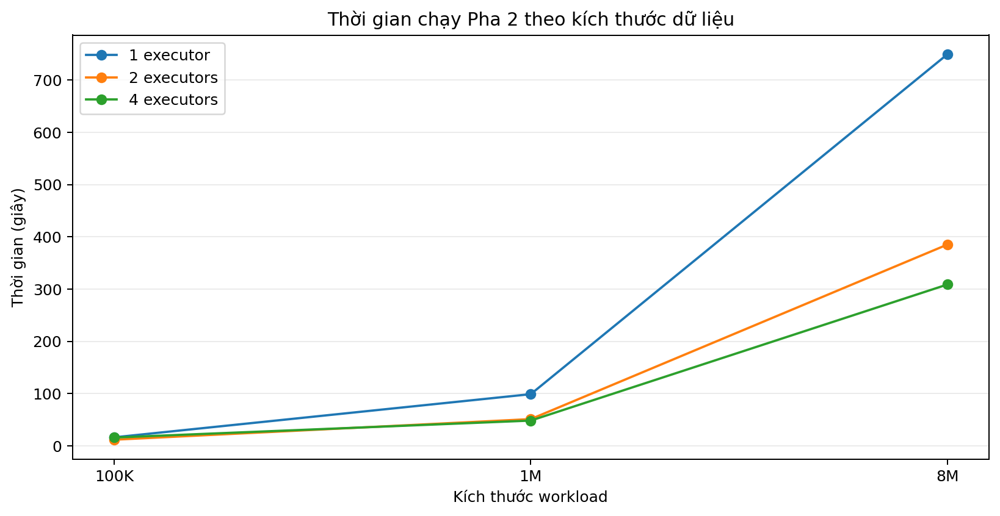 Thời gian chạy Pha 2 theo kích thước dữ liệu
1 executor
2 executors
4 executors
Thời gian (giây)
700
600
500
400
300
200
100
0
100K
1M
8M
Kích thước workload